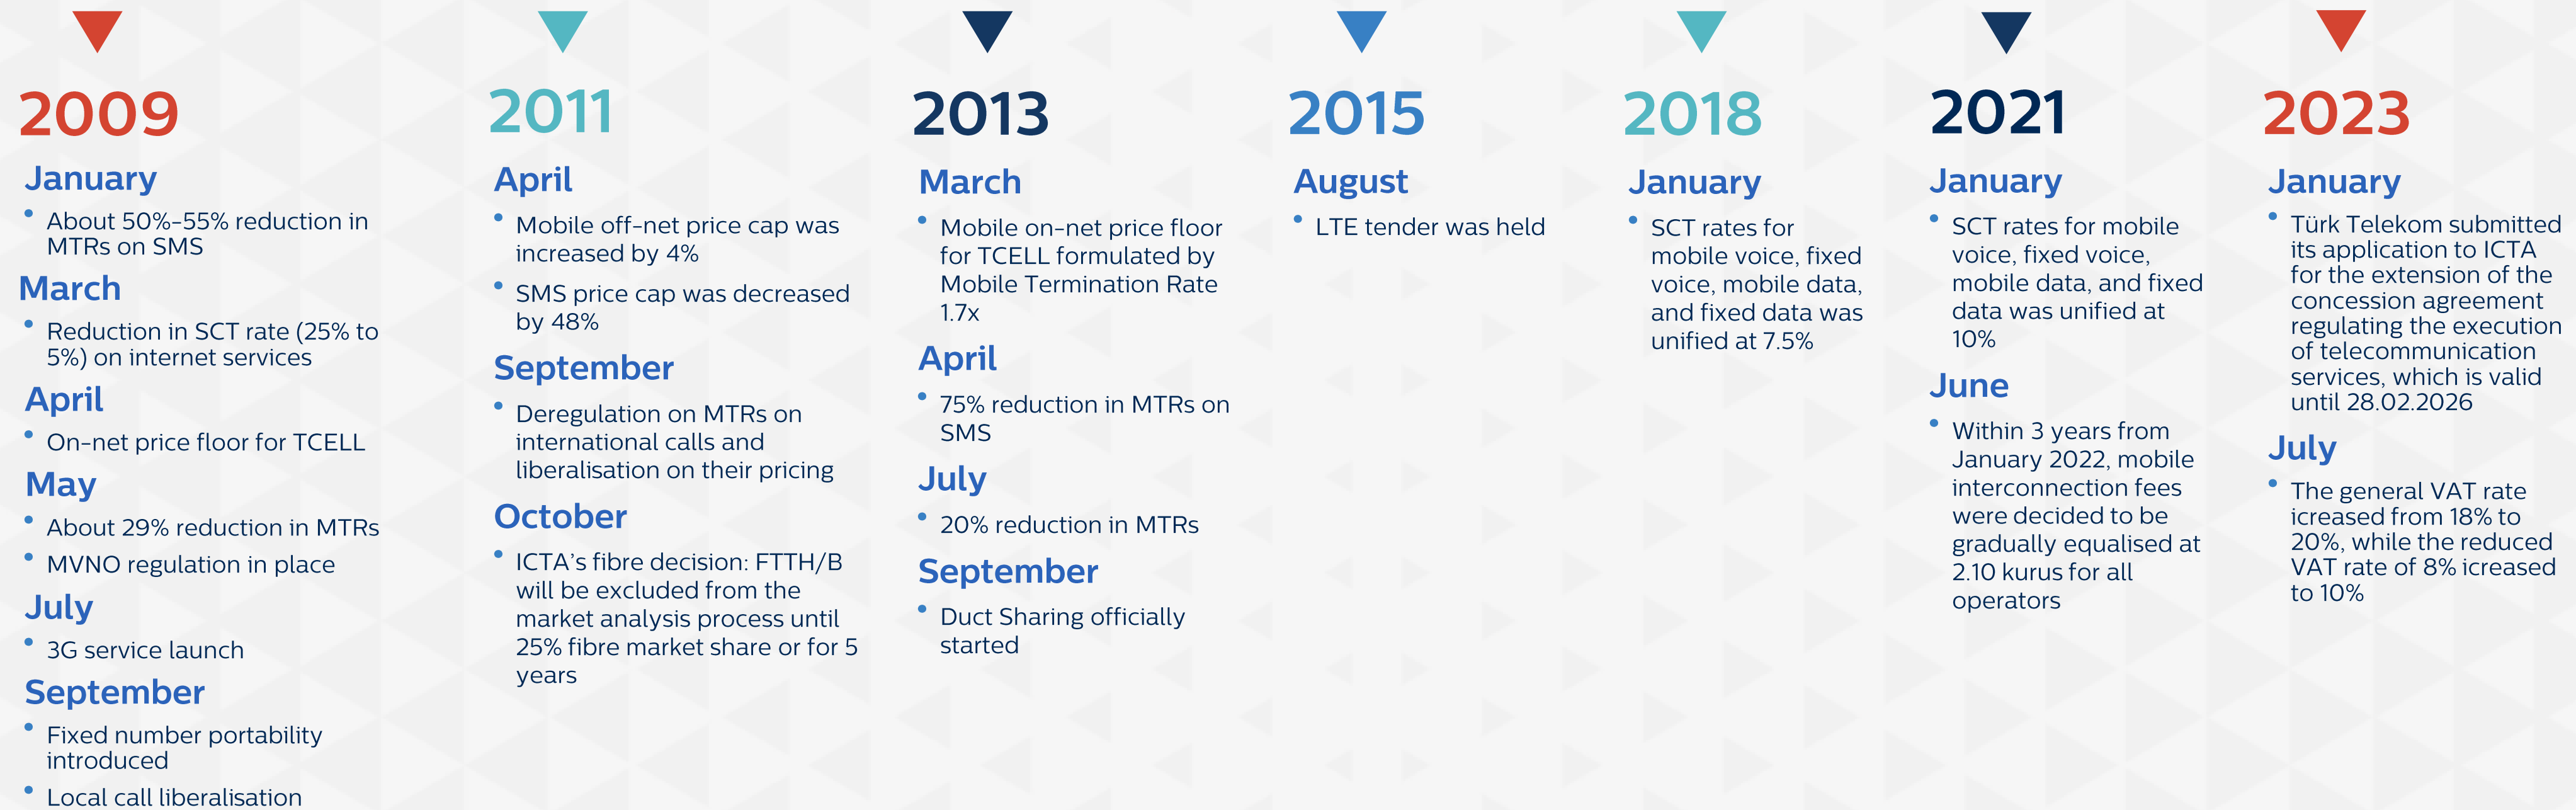 2009
January
• About 50%-55% reduction in
MTRs on SMS
March
• Reduction in SCT rate (25% to
5%) on internet services
April
• On-net price floor for TCELL
May
• About 29% reduction in MTRs
• MVNO regulation in place
July
• 3G service launch
September
• Fixed number portability
introduced
• Local call liberalisation
2011
April
• Mobile off-net price cap was
increased by 4%
• SMS price cap was decreased
by 48%
September
• Deregulation on MTRs on
international calls and
liberalisation on their pricing
October
• ICTA's fibre decision: FTTH/B
will be excluded from the
market analysis process until
25% fibre market share or for 5
years
2013
March
• Mobile on-net price floor
for TCELL formulated by
Mobile Termination Rate
1.7x
April
• 75% reduction in MTRs on
SMS
July
• 20% reduction in MTRs
September
• Duct Sharing officially
started
2015
August
• LTE tender was held
2018
January
• SCT rates for
mobile voice, fixed
voice, mobile data,
and fixed data was
unified at 7.5%
2021
January
• SCT rates for mobile
voice, fixed voice,
mobile data, and fixed
data was unified at
10%
June
• Within 3 years from
January 2022, mobile
interconnection fees
were decided to be
gradually equalised at
2.10 kurus for all
operators
2023
January
• Türk Telekom submitted
its application to ICTA
for the extension of the
concession agreement
regulating the execution
of telecommunication
services, which is valid
until 28.02.2026
July
• The general VAT rate
icreased from 18% to
20%, while the reduced
VAT rate of 8% icreased
to 10%